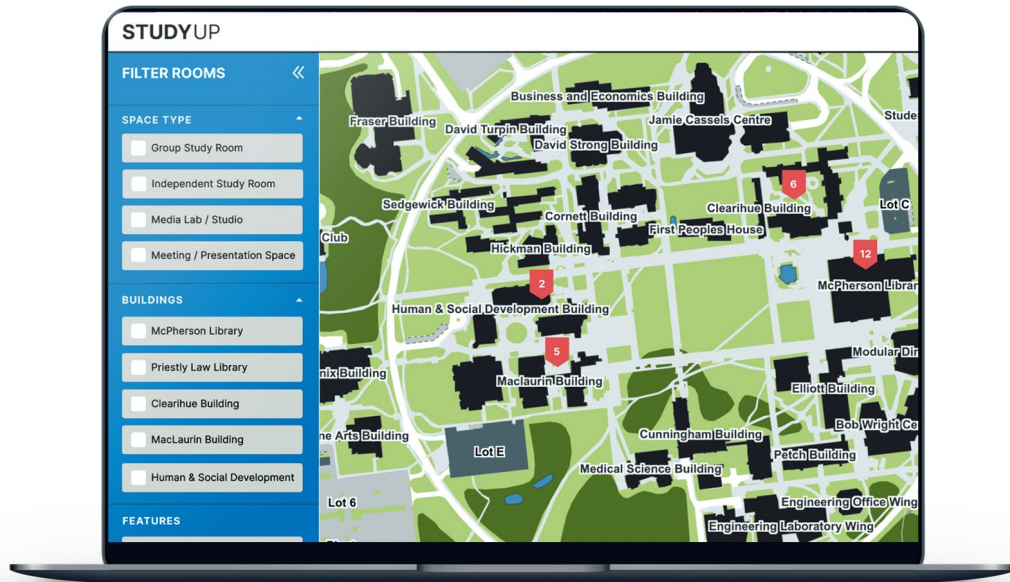 STUDYUP
FILTER ROOMS
SPACE TYPE
Group Study Room
Independent Study Room
Media Lab / Studio
Meeting / Presentation Space
BUILDINGS
McPherson Library
Priestly Law Library
Clearihue Building
MacLaurin Building
Human & Social Development
FEATURES
Business and Economics Building
Fraser Building
David Turpin Building
Jamie Cassels Centre
Stude
David Strong Building
6
Sedgewick Building
Cornett Building
Clearihue Building
Lot C
Club
First Peoples House
Hickman Building
12
2
McPherson Librar
Human & Social Development Building
5
Modular Din
nix Building
Maclaurin Building
Elliott Building
ne Arts Building
Cunningham Building
Bob Wright Ce
Lot E
Petch Building
Medical Science Building
Lot 6
Engineering Office Wing
Engineering Laboratory Wing